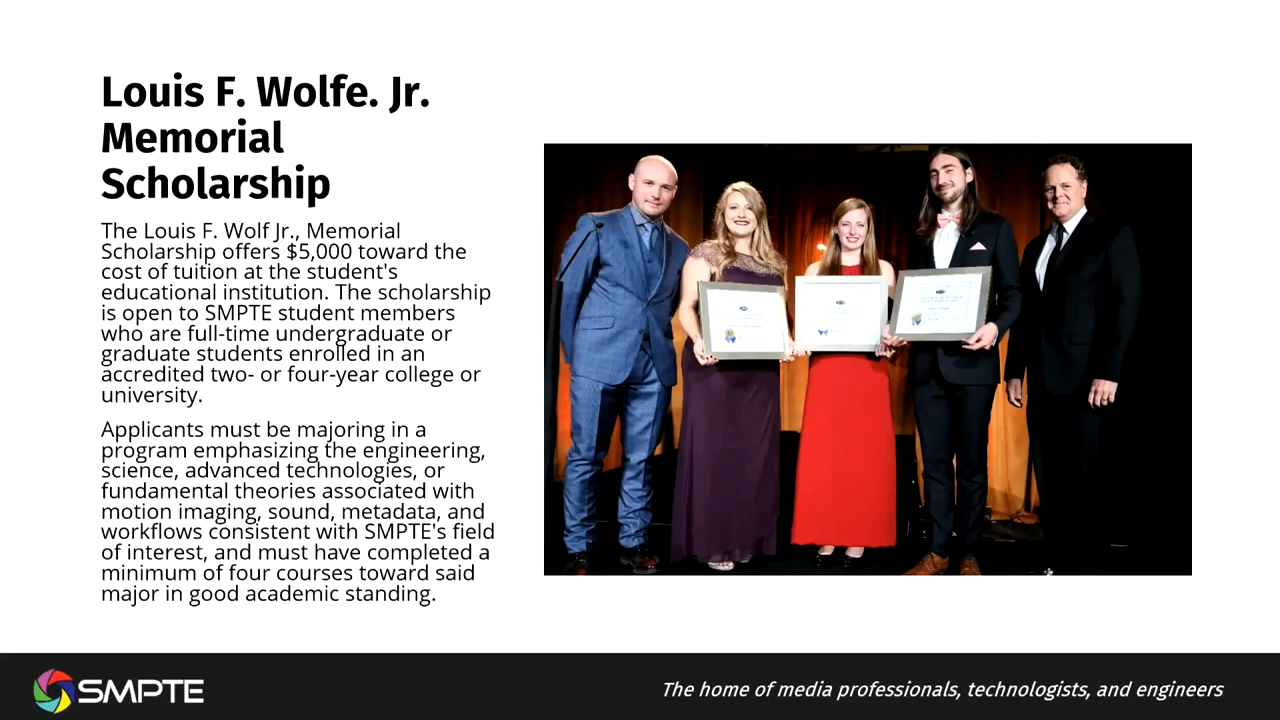 Louis F. Wolfe. Jr.
Memorial
Scholarship
The Louis F. Wolf Jr., Memorial
Scholarship offers $5,000 toward the
cost of tuition at the student's
educational institution. The scholarship
is open to SMPTE student members
who are full-time undergraduate or
graduate students enrolled in an
accredited two- or four-year college or
university.
Applicants must be majoring in a
program emphasizing the engineering,
science, advanced technologies, or
fundamental theories associated with
motion imaging, sound, metadata, and
workflows consistent with SMPTE's field
of interest, and must have completed a
minimum of four courses toward said
major in good academic standing.
SMPTE
The home of media professionals, technologists, and engineers